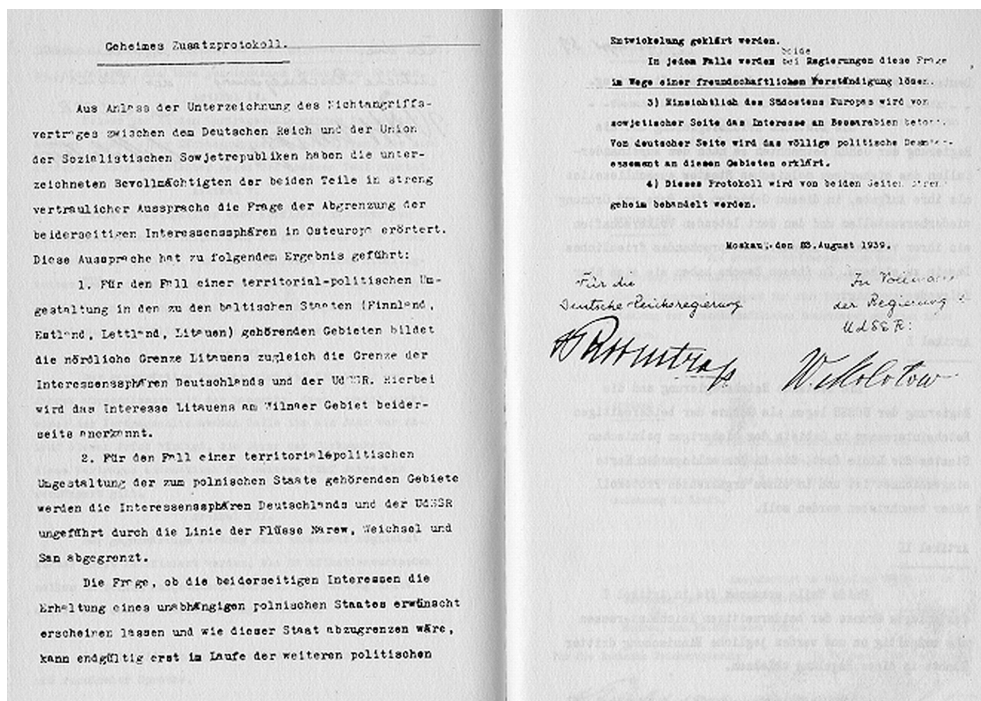 Geheimes Zusatzprotokoll.
Aus Anlass der Unterzeichnung des Nichtangriffs-
vertrages zwischen dem Deutschen Reich und der Union
der Sozialistischen Sowjetrepubliken haben die unter-
zeichneten Bevollmächtigten der beiden Teile in streng
vertraulicher Aussprache die Frage der Abgrenzung der
beiderseitigen Interessensphären in Osteuropa erörtert.
Diese Aussprache hat zu folgendem Ergebnis geführt:
1. Für den Fall einer territorial-politischen Um-
gestaltung in den zu den baltischen Staaten (Finnland,
Estland, Lettland, Litauen) gehörenden Gebieten bildet
die nördliche Grenze Litauens zugleich die Grenze der
Interessensphären Deutschlands und der UdSSR. Hierbei
wird das Interesse Litauens am Wilnaer Gebiet beider-
seits anerkannt.
2. Für den Fall einer territorial-politischen
Umgestaltung der zum polnischen Staate gehörenden Gebiete
werden die Interessensphären Deutschlands und der UdSSR
ungefähr durch die Linie der Flüsse Narew, Weichsel und
San abgegrenzt.
Die Frage, ob die beiderseitigen Interessen die
Erhaltung eines unabhängigen polnischen Staates erwünscht
erscheinen lassen und wie dieser Staat abzugrenzen wäre,
kann endgültig erst im Laufe der weiteren politischen
Entwickelung geklärt werden.
beide
In jedem Falle werden bei Regierungen diese Frage
im Wege einer freundschaftlichen Verständigung lösen.
3) Hinsichtlich des Südostens Europas wird von
sowjetischer Seite das Interesse an Bessarabien betont.
Von deutscher Seite wird das völlige politische Desinter-
essement an diesen Gebieten erklärt.
4) Dieses Protokoll wird von beiden Seiten streng
geheim behandelt werden.
Moskau, den 23. August 1939.
Für die
Deutsche Reichsregierung
In Vollmacht
der Regierung
UdSSR:
W. Molotow